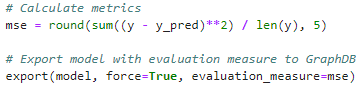 # Calculate metrics
mse = round(sum((y - y_pred)**2) / len(y), 5)
# Export model with evaluation measure to GraphDB
export(model, force=True, evaluation_measure=mse)